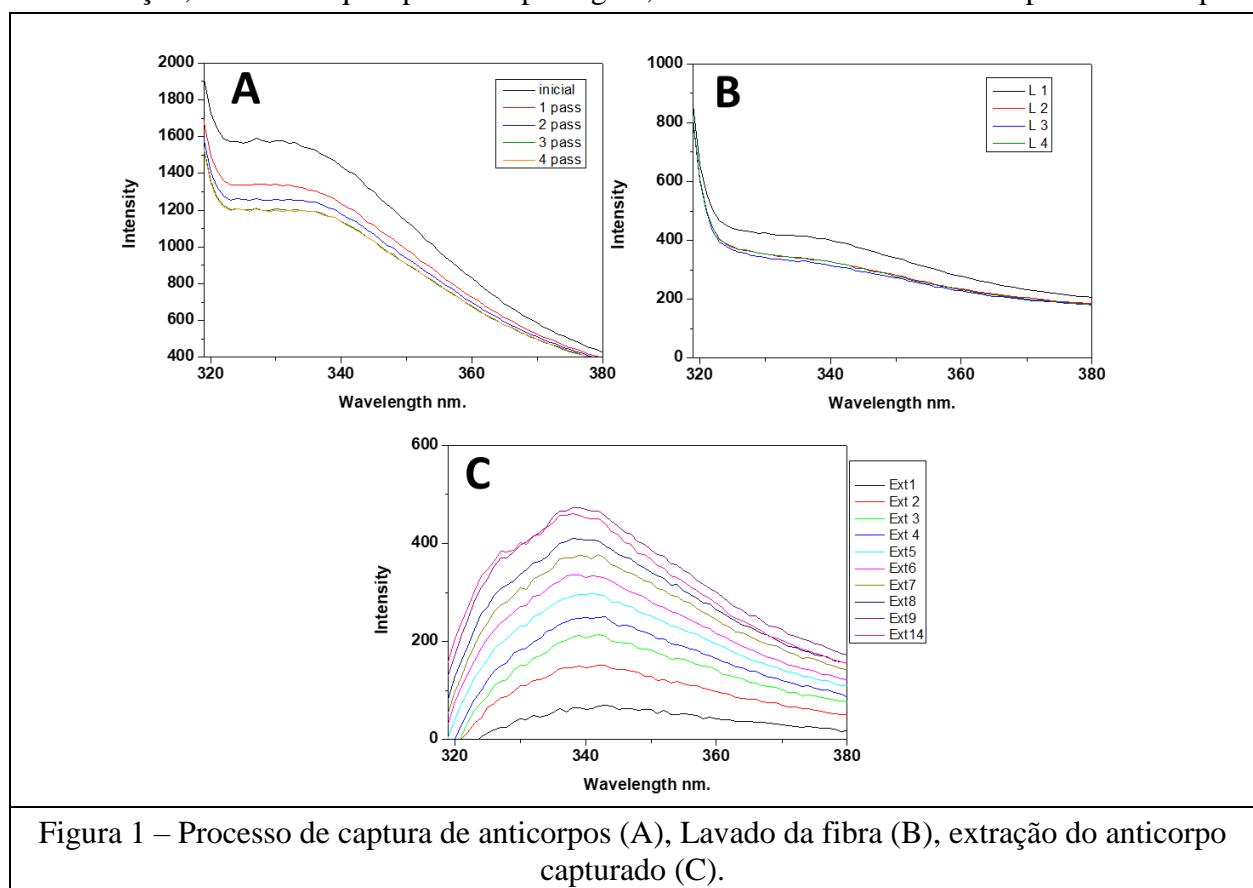 2000
1800
1600
1400
1200
1000
800
600
400
320
340
360
380
Intensity
Wavelength nm.
A
inicial
1 pass
2 pass
3 pass
4 pass
1000
800
600
400
200
0
320
340
360
380
Intensity
Wavelength nm.
B
L 1
L 2
L 3
L 4
600
400
200
0
320
340
360
380
Intensity
Wavelength nm.
C
Ext1
Ext 2
Ext 3
Ext 4
Ext5
Ext6
Ext7
Ext8
Ext9
Ext14
Figura 1 – Processo de captura de anticorpos (A), Lavado da fibra (B), extração do anticorpo
capturado (C).